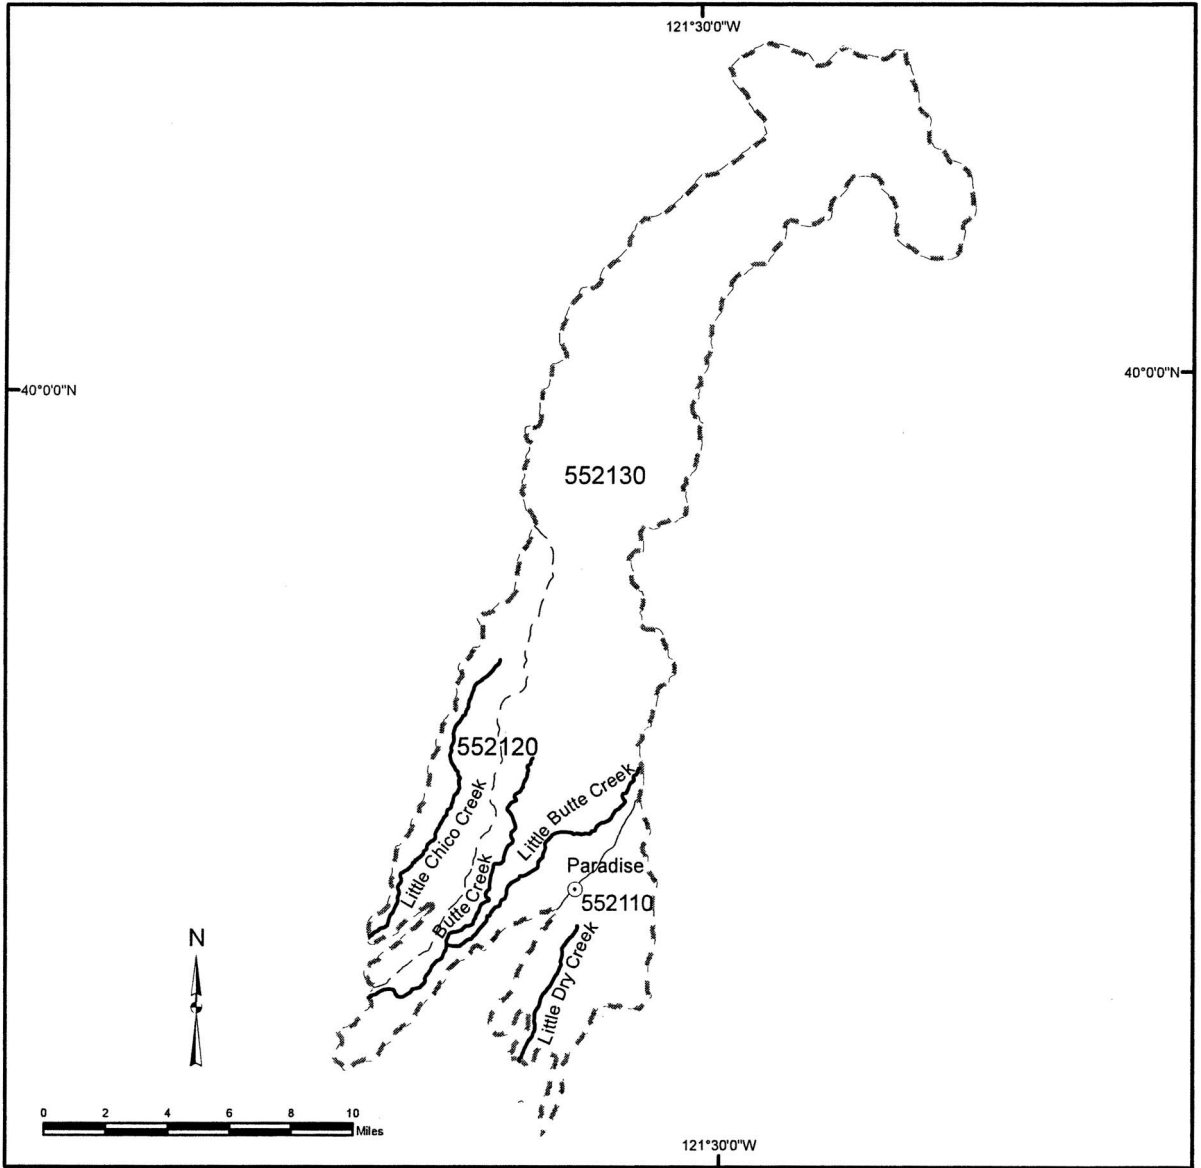 121°30'0"W
40°0'0"N
40°0'0"N
552130
552120
Little Butte Creek
Little Chico Creek
Butte Creek
Paradise
552110
Little Dry Creek
N
0 2 4 6 8 10
Miles
121°30'0"W